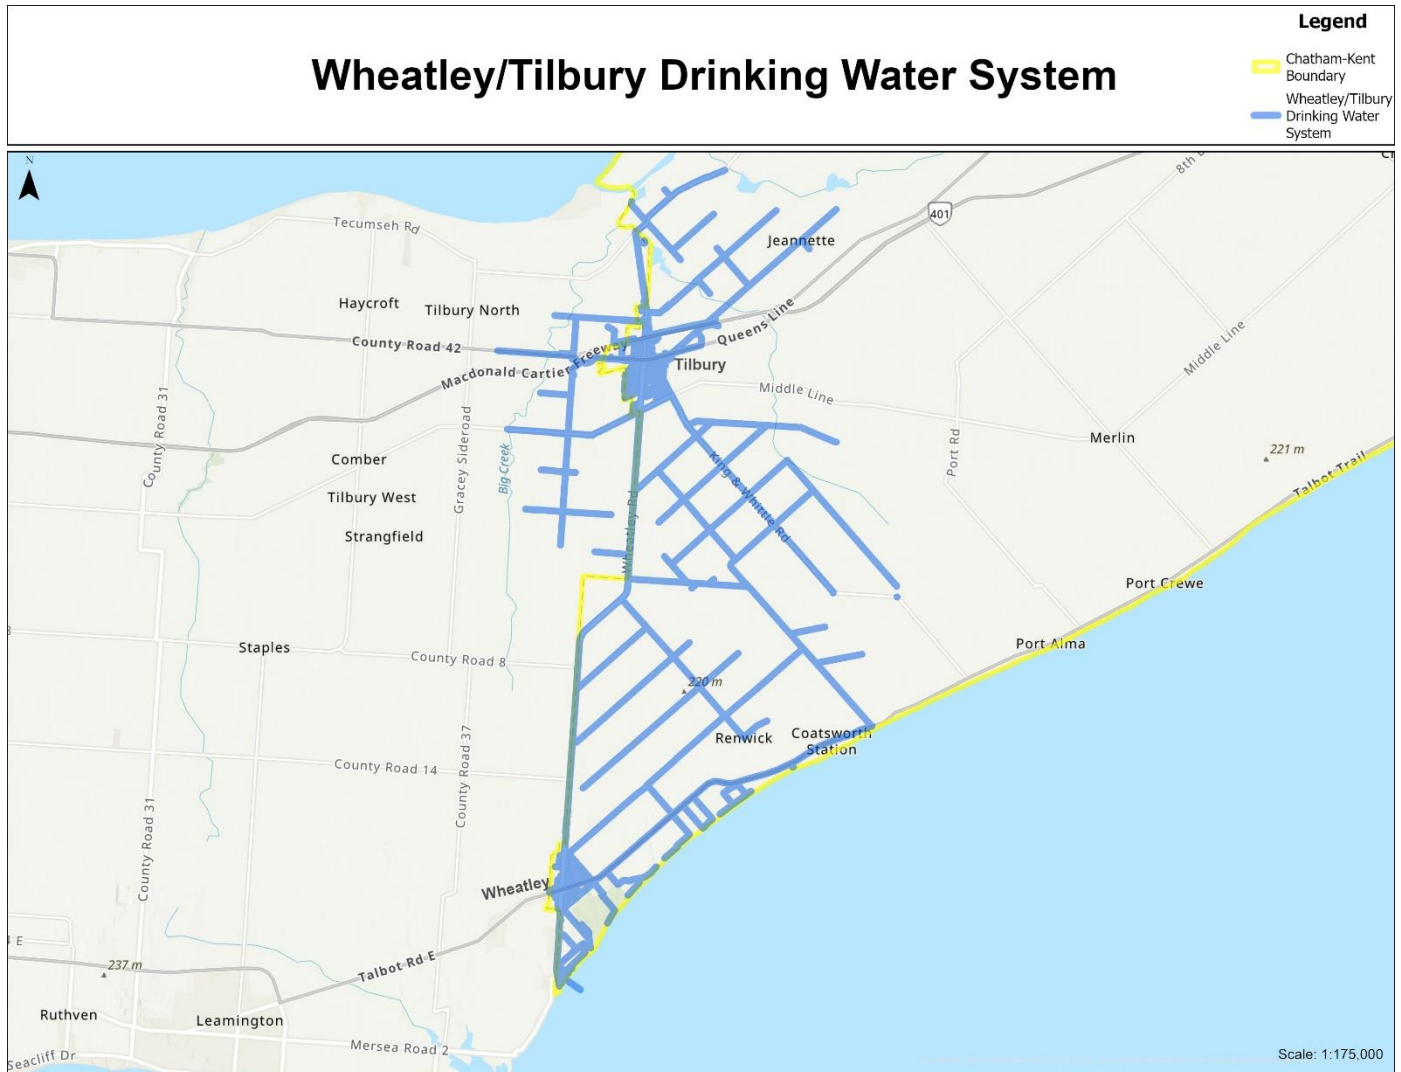 Legend
Wheatley/Tilbury Drinking Water System
Chatham-Kent
Boundary
Wheatley/Tilbury
Drinking Water
System
N
8th
401
Tecumseh Rd
Jeannette
Haycroft
Tilbury North
Queens Line
County Road 42
Macdonald Cartier Freeway
Tilbury
Middle Line
Middle Line
County Road 31
Gracey Sideroad
Big Creek
Port Rd
Merlin
221 m
Talbot Trail
Comber
Tilbury West
Strangfield
King & Whittle Rd
Wheatley Rd
Port Crewe
Staples
County Road 8
Port Alma
220 m
Renwick
Coatsworth
Station
County Road 14
County Road 37
County Road 31
Wheatley
4 E
Talbot Rd E
237 m
Ruthven
Leamington
Mersea Road 2
Seacliff Dr
Scale: 1:175,000